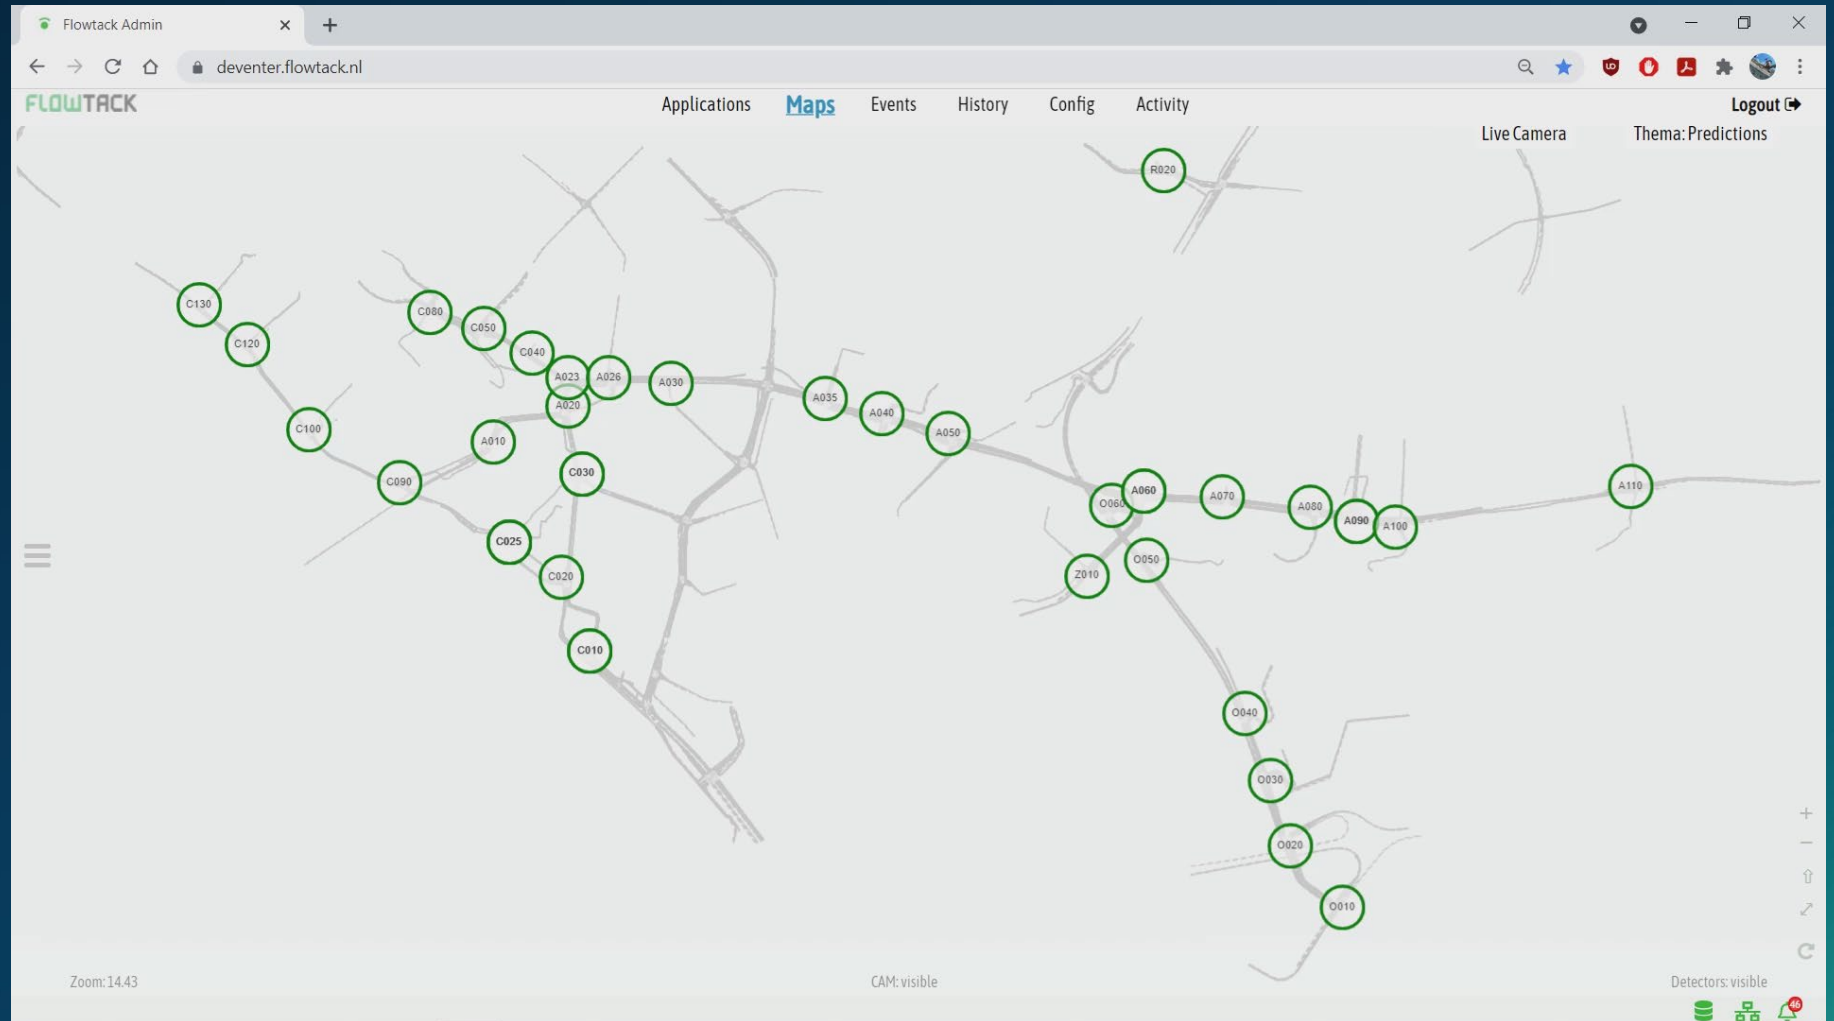 Flowtack Admin
deventer.flowtack.nl
FLOWTACK
Applications Maps Events History Config Activity
Logout
Live Camera
Thema: Predictions
R020
C130
C080
C050
C120
C040
A023
A026
A030
A035
A020
A040
C100
A010
A050
C030
C090
A110
A060
A070
O060
A080
A090
A100
C025
O050
C020
Z010
C010
O040
O030
O020
O010
Zoom: 14.43
CAM: visible
Detectors: visible
46